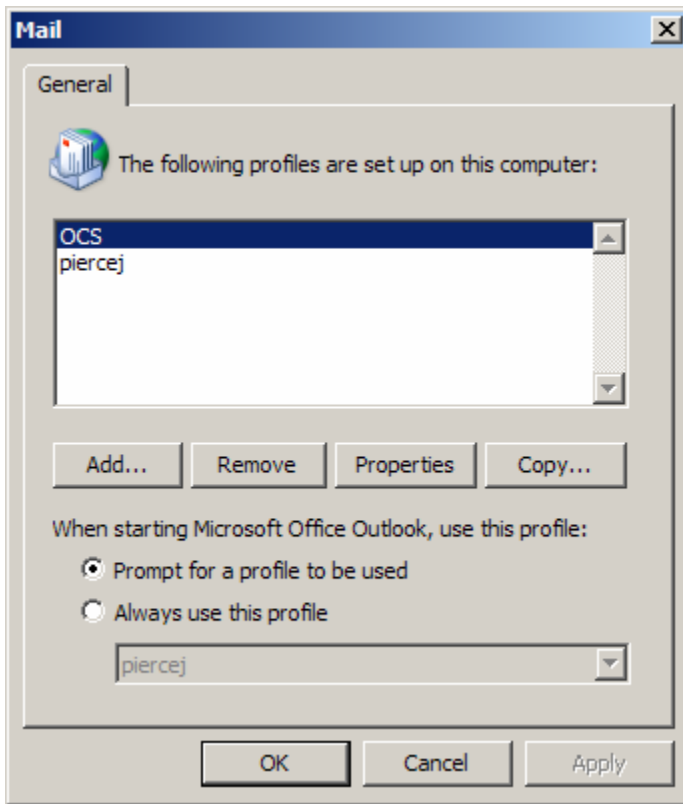 Mail
General
The following profiles are set up on this computer:
OCS
piercej
Add... Remove Properties Copy...
When starting Microsoft Office Outlook, use this profile:
Prompt for a profile to be used
Always use this profile
piercej
OK Cancel Apply